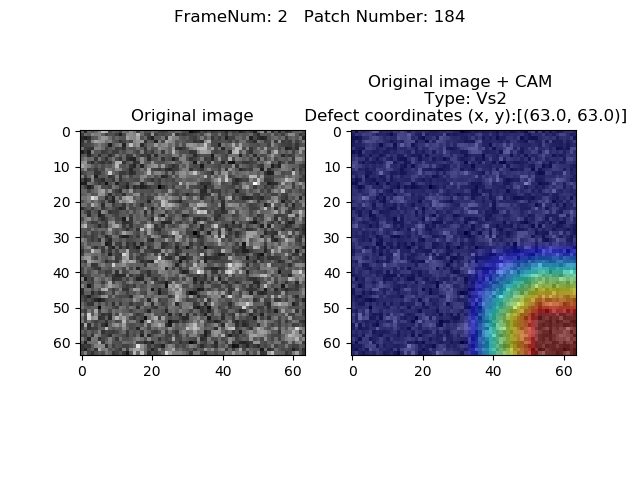 FrameNum: 2   Patch Number: 184
Original image
0
10
20
30
40
50
60
0 20 40 60
Original image + CAM
Type: Vs2
Defect coordinates (x, y):[(63.0, 63.0)]
0
10
20
30
40
50
60
0 20 40 60